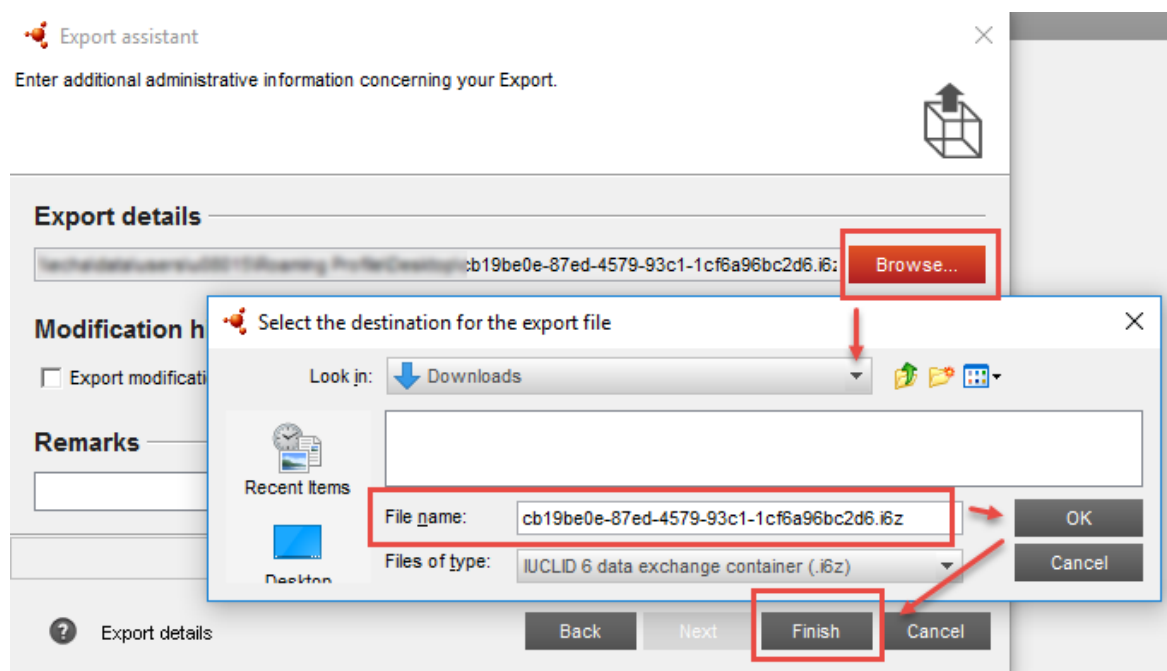 Export assistant
Enter additional administrative information concerning your Export.
Export details
cb19be0e-87ed-4579-93c1-1cf6a96bc2d6.i6z
Browse...
Modification h
Export modificati
Remarks
Select the destination for the export file
Look in:
Downloads
Recent Items
Desktop
File name:
cb19be0e-87ed-4579-93c1-1cf6a96bc2d6.i6z
OK
Files of type:
IUCLID 6 data exchange container (.i6z)
Cancel
Export details
Back
Next
Finish
Cancel